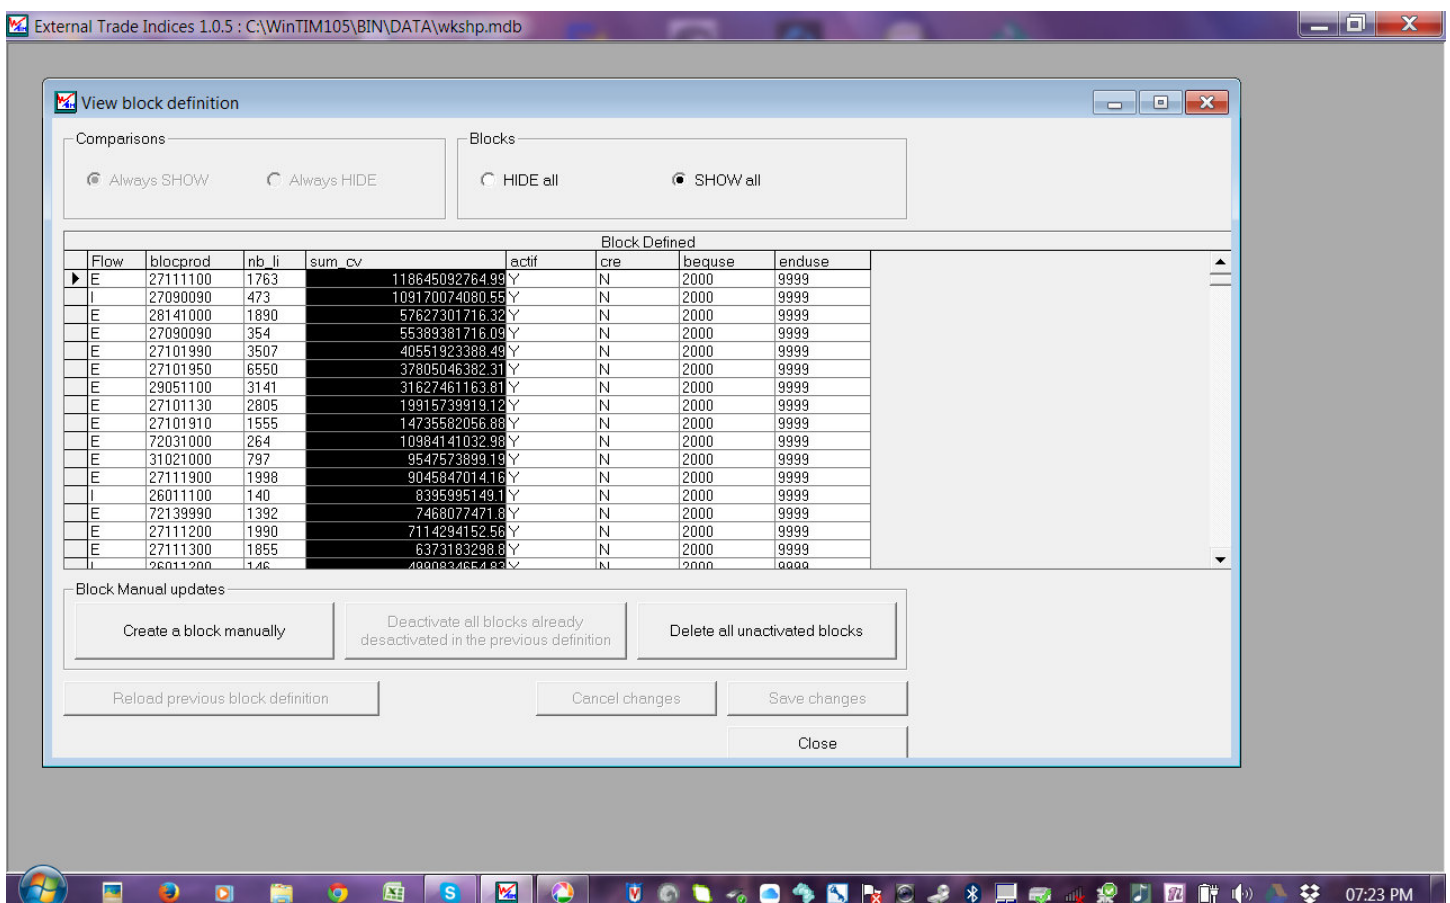 External Trade Indices 1.0.5 : C:\WinTIM105\BIN\DATA\wkshp.mdb
View block definition
Comparisons Blocks
Always SHOW Always HIDE HIDE all SHOW all
Block Defined
Flow blocprod nb_li sum_cv actif cre beguse enduse
E 27111100 1763 118645092764.99 Y N 2000 9999
I 27090090 473 109170074080.55 Y N 2000 9999
E 28141000 1890 57627301716.32 Y N 2000 9999
E 27090090 354 55389381716.09 Y N 2000 9999
E 27101990 3507 40551923388.49 Y N 2000 9999
E 27101950 6550 37805046382.31 Y N 2000 9999
E 29051100 3141 31627461163.81 Y N 2000 9999
E 27101130 2805 19915739919.12 Y N 2000 9999
E 27101910 1555 14735582056.88 Y N 2000 9999
E 72031000 264 10984141032.98 Y N 2000 9999
E 31021000 797 9547573899.19 Y N 2000 9999
E 27111900 1998 9045847014.16 Y N 2000 9999
I 26011100 140 8395995149.1 Y N 2000 9999
E 72139990 1392 7468077471.8 Y N 2000 9999
E 27111200 1990 7114294152.56 Y N 2000 9999
E 27111300 1855 6373183298.8 Y N 2000 9999
I 26011200 146 4990834654.83 Y N 2000 9999
Block Manual updates
Create a block manually
Deactivate all blocks already
desactivated in the previous definition
Delete all unactivated blocks
Reload previous block definition Cancel changes Save changes
Close
07:23 PM